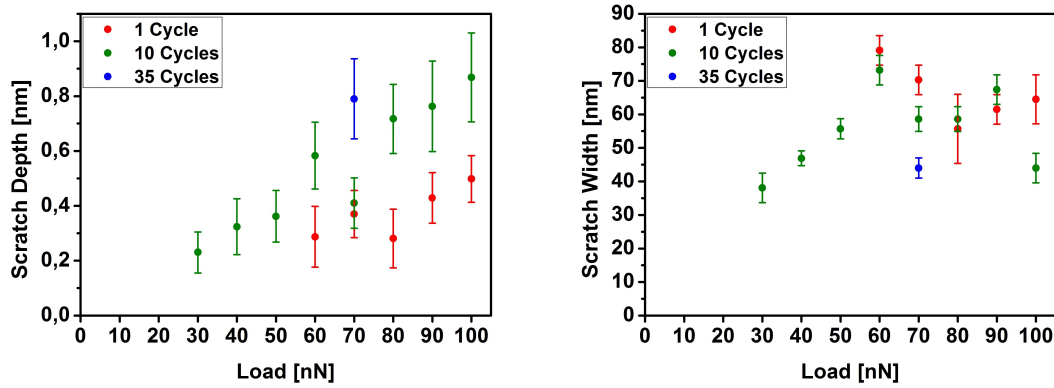 1,0
0,8
0,6
0,4
0,2
0,0
Scratch Depth [nm]
1 Cycle
10 Cycles
35 Cycles
0 10 20 30 40 50 60 70 80 90 100
Load [nN]
90
80
70
60
50
40
30
20
10
0
Scratch Width [nm]
1 Cycle
10 Cycles
35 Cycles
0 10 20 30 40 50 60 70 80 90 100
Load [nN]